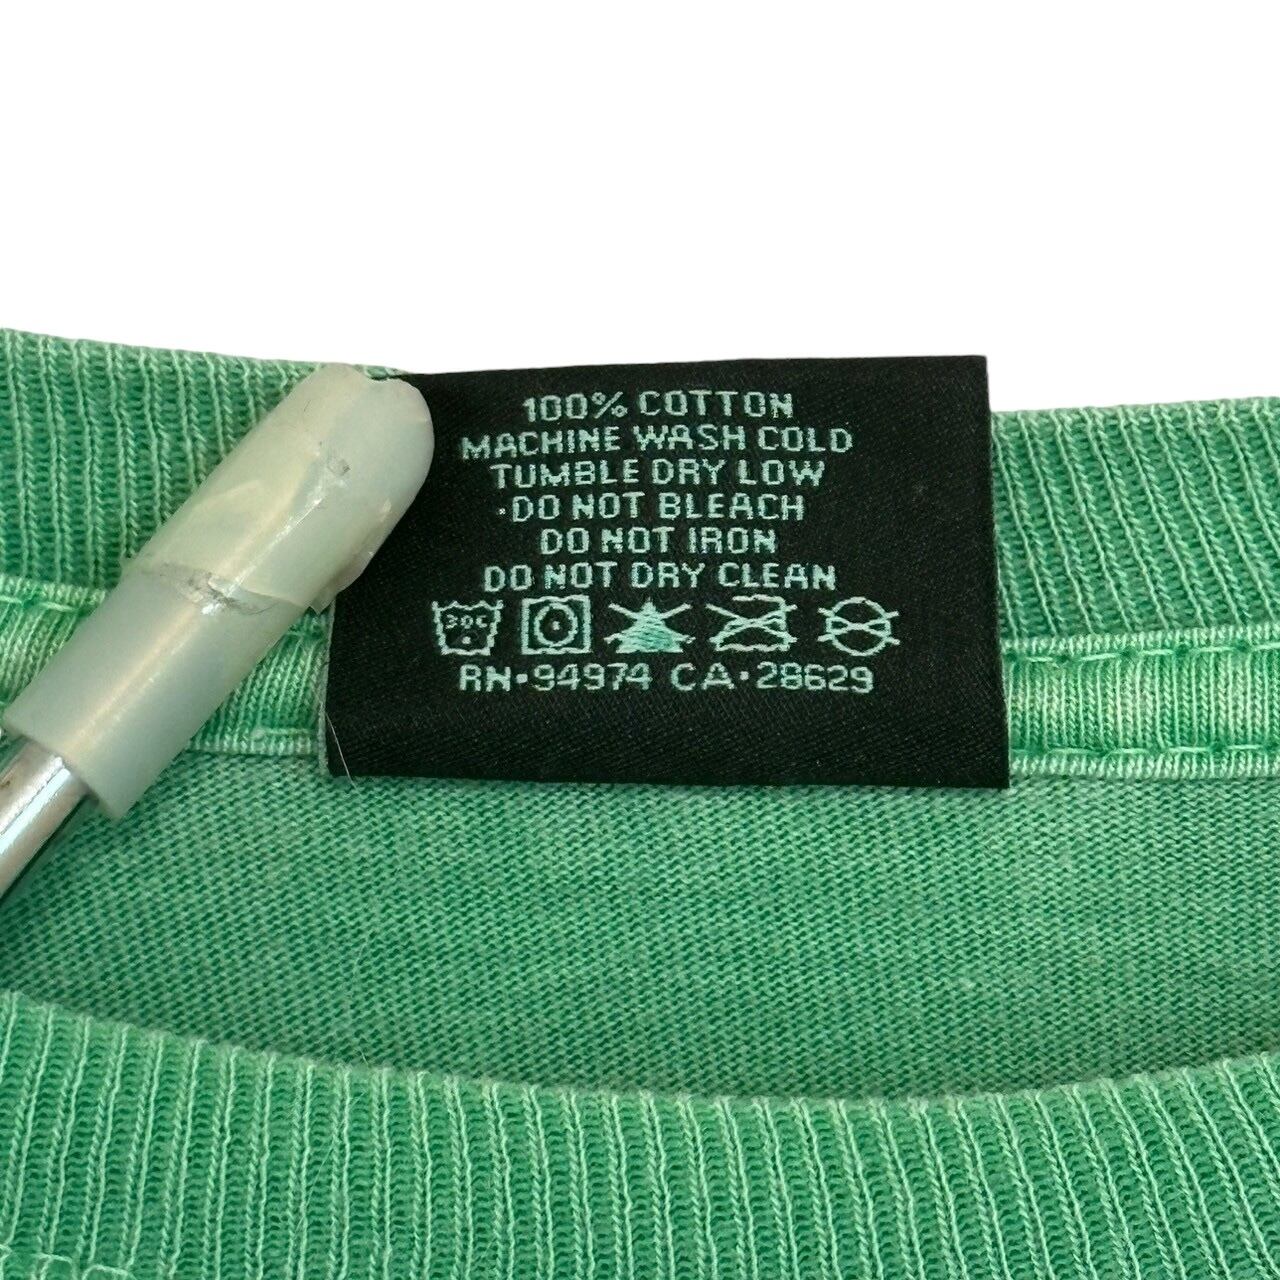 100% COTTON
MACHINE WASH COLD
TUMBLE DRY LOW
DO NOT BLEACH
DO NOT IRON
DO NOT DRY CLEAN
30C
RN·94974 CA·28629